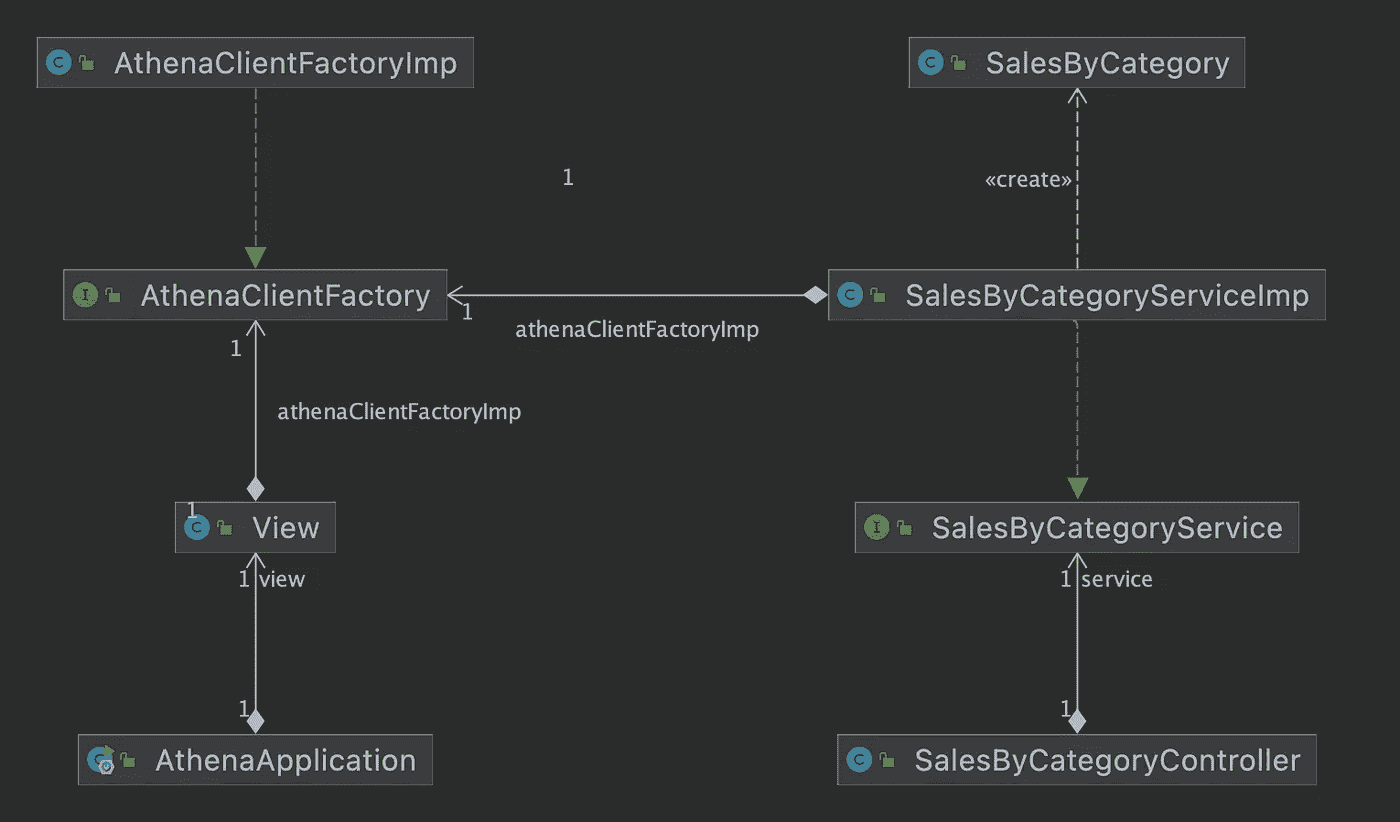 AthenaClientFactoryImp
SalesByCategory
1
«create»
AthenaClientFactory
SalesByCategoryServiceImp
1
athenaClientFactoryImp
1
athenaClientFactoryImp
1
View
SalesByCategoryService
1 view
1 service
1
1
AthenaApplication
SalesByCategoryController